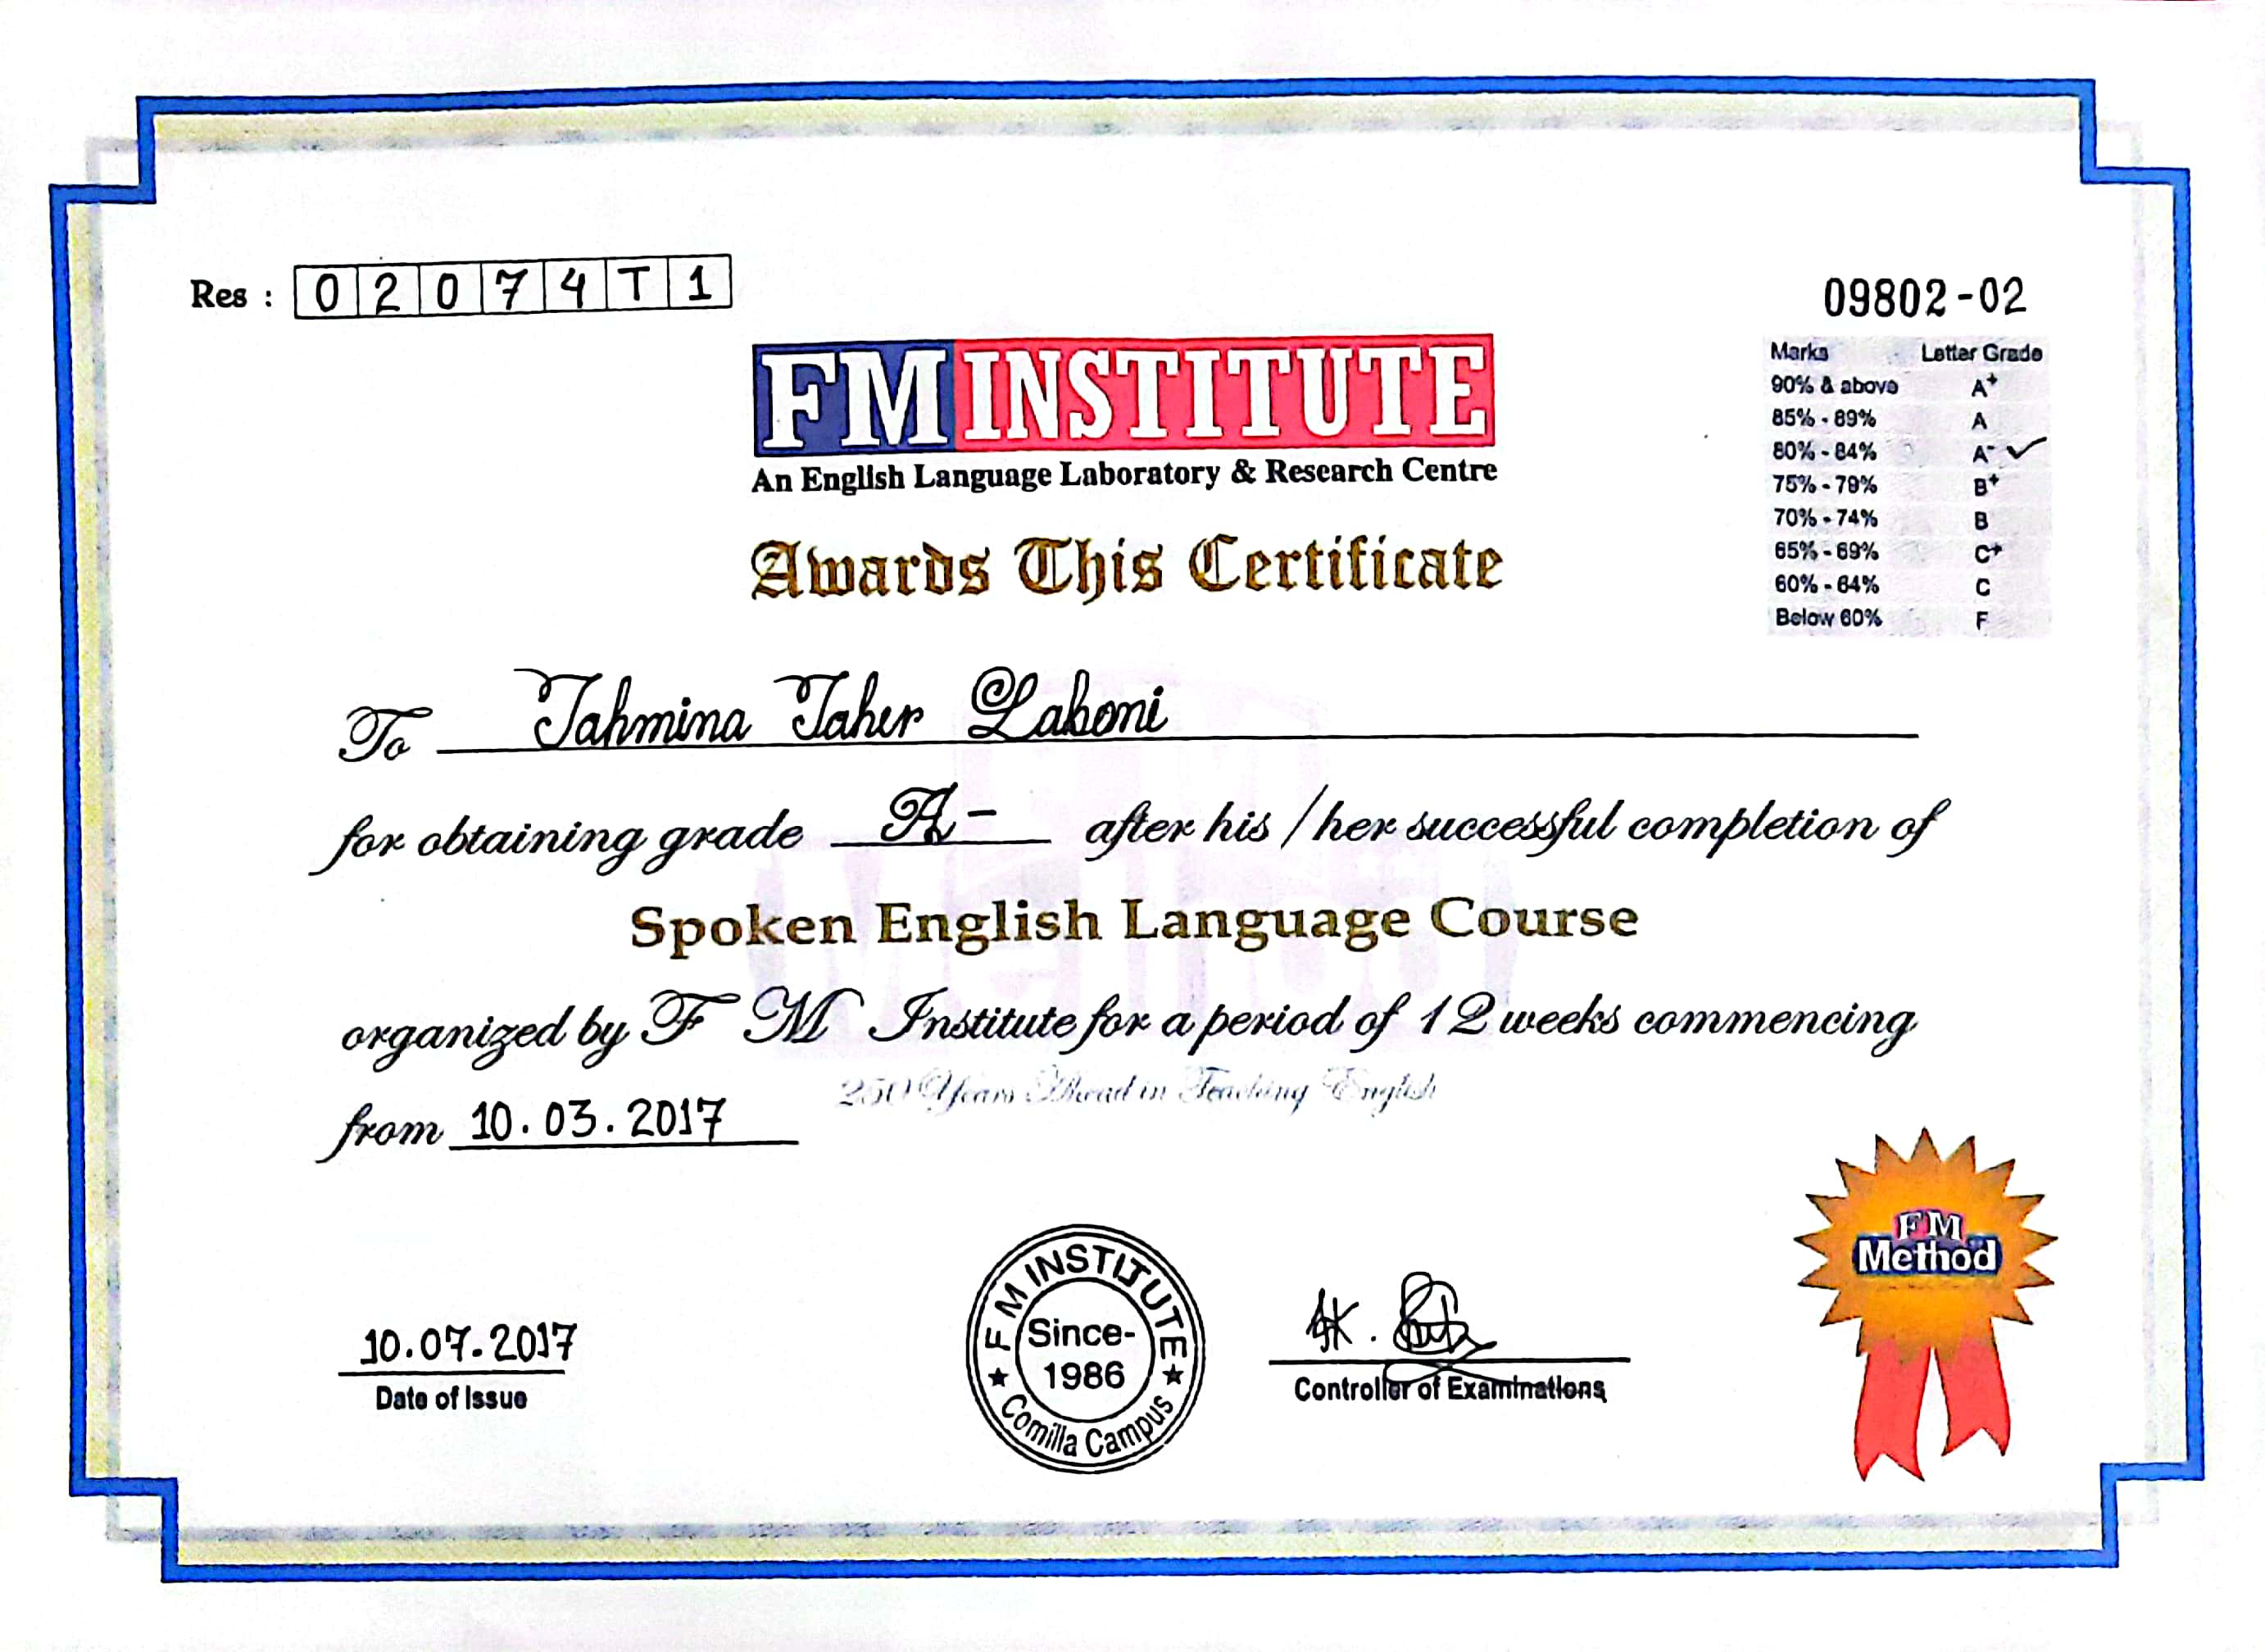 Res : 0 2 0 7 4 T 1
09802-02
FM INSTITUTE
An English Language Laboratory & Research Centre
Marks Letter Grade
90% & above A+
85% - 89% A
80% - 84% A- ✓
75% - 79% B+
70% - 74% B
65% - 69% C+
60% - 64% C
Below 60% F
Awards This Certificate
To Tahmina Taher Laboni
for obtaining grade A- after his / her successful completion of
Spoken English Language Course
organized by F M Institute for a period of 12 weeks commencing
250 Years Ahead in Teaching English
from 10.03.2017
FM
Method
10.07.2017
Date of Issue
F M INSTITUTE
Since-
1986
Comilla Campus
Controller of Examinations